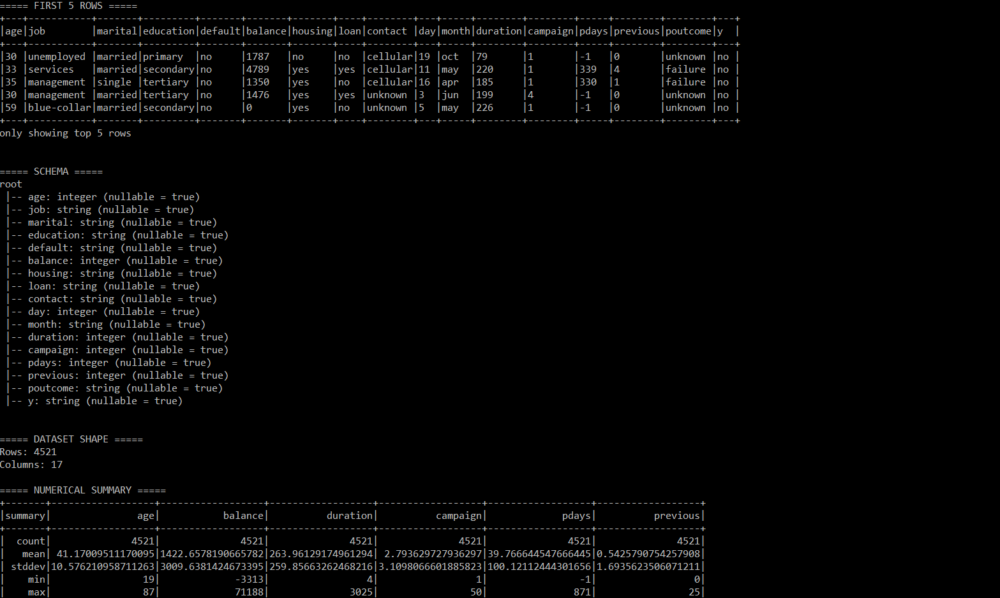 ===== FIRST 5 ROWS =====
+---+-----------+-------+---------+-------+-------+-------+----+--------+---+-----+--------+--------+-----+--------+--------+---+
|age|job        |marital|education|default|balance|housing|loan|contact |day|month|duration|campaign|pdays|previous|poutcome|y  |
+---+-----------+-------+---------+-------+-------+-------+----+--------+---+-----+--------+--------+-----+--------+--------+---+
|30 |unemployed |married|primary  |no     |1787   |no     |no  |cellular|19 |oct  |79      |1       |-1   |0       |unknown |no |
|33 |services   |married|secondary|no     |4789   |yes    |yes |cellular|11 |may  |220     |1       |339  |4       |failure |no |
|35 |management |single |tertiary |no     |1350   |yes    |no  |cellular|16 |apr  |185     |1       |330  |1       |failure |no |
|30 |management |married|tertiary |no     |1476   |yes    |yes |unknown |3  |jun  |199     |4       |-1   |0       |unknown |no |
|59 |blue-collar|married|secondary|no     |0      |yes    |no  |unknown |5  |may  |226     |1       |-1   |0       |unknown |no |
+---+-----------+-------+---------+-------+-------+-------+----+--------+---+-----+--------+--------+-----+--------+--------+---+
only showing top 5 rows
===== SCHEMA =====
root
 |-- age: integer (nullable = true)
 |-- job: string (nullable = true)
 |-- marital: string (nullable = true)
 |-- education: string (nullable = true)
 |-- default: string (nullable = true)
 |-- balance: integer (nullable = true)
 |-- housing: string (nullable = true)
 |-- loan: string (nullable = true)
 |-- contact: string (nullable = true)
 |-- day: integer (nullable = true)
 |-- month: string (nullable = true)
 |-- duration: integer (nullable = true)
 |-- campaign: integer (nullable = true)
 |-- pdays: integer (nullable = true)
 |-- previous: integer (nullable = true)
 |-- poutcome: string (nullable = true)
 |-- y: string (nullable = true)
===== DATASET SHAPE =====
Rows: 4521
Columns: 17
===== NUMERICAL SUMMARY =====
+-------+------------------+------------------+------------------+------------------+------------------+------------------+
|summary|               age|           balance|          duration|          campaign|             pdays|          previous|
+-------+------------------+------------------+------------------+------------------+------------------+------------------+
|  count|              4521|              4521|              4521|              4521|              4521|              4521|
|   mean| 41.17009511170095|1422.6578190665782|263.96129174961294| 2.793629727936297|39.766644547666445|0.5425790754257908|
| stddev|10.576210958711263|3009.6381424673395|259.85663262468216|3.1098066601885823|100.12112444301656|1.6935623506071211|
|    min|                19|             -3313|                 4|                 1|                -1|                 0|
|    max|                87|             71188|              3025|                50|               871|                25|